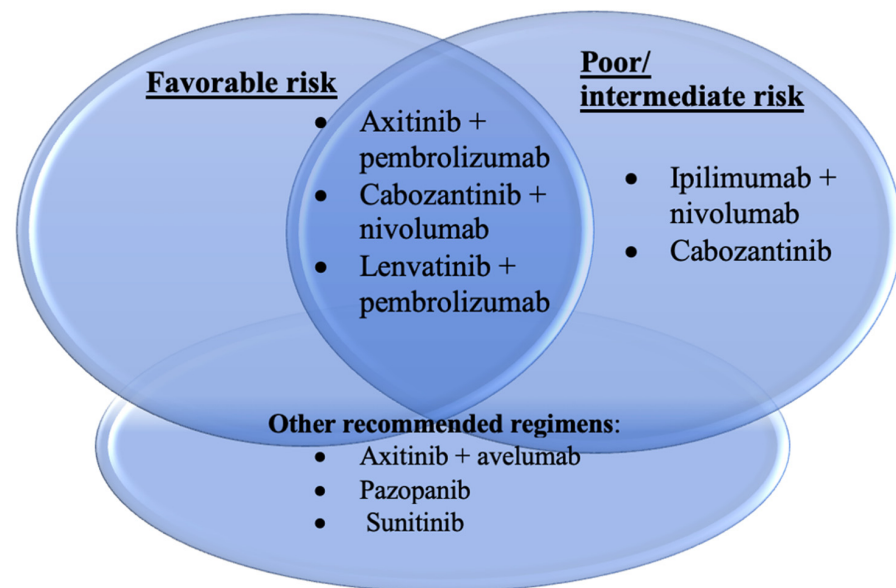 Favorable risk
• Axitinib +
pembrolizumab
• Cabozantinib +
nivolumab
• Lenvatinib +
pembrolizumab
Poor/
intermediate risk
• Ipilimumab +
nivolumab
• Cabozantinib
Other recommended regimens:
• Axitinib + avelumab
• Pazopanib
• Sunitinib